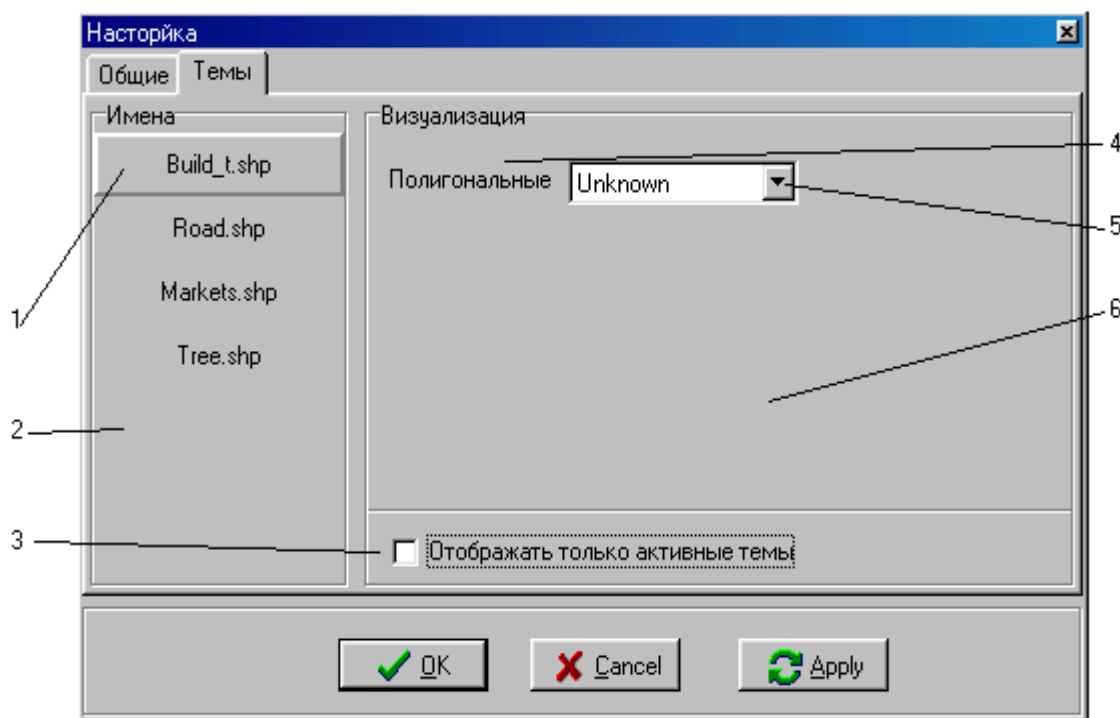 Насторйка
Общие Темы
Имена Визуализация
4
Build_t.shp Полигональные Unknown
5
Road.shp
Markets.shp 6
1
Tree.shp
2
3 Отображать только активные темы
OK Cancel Apply